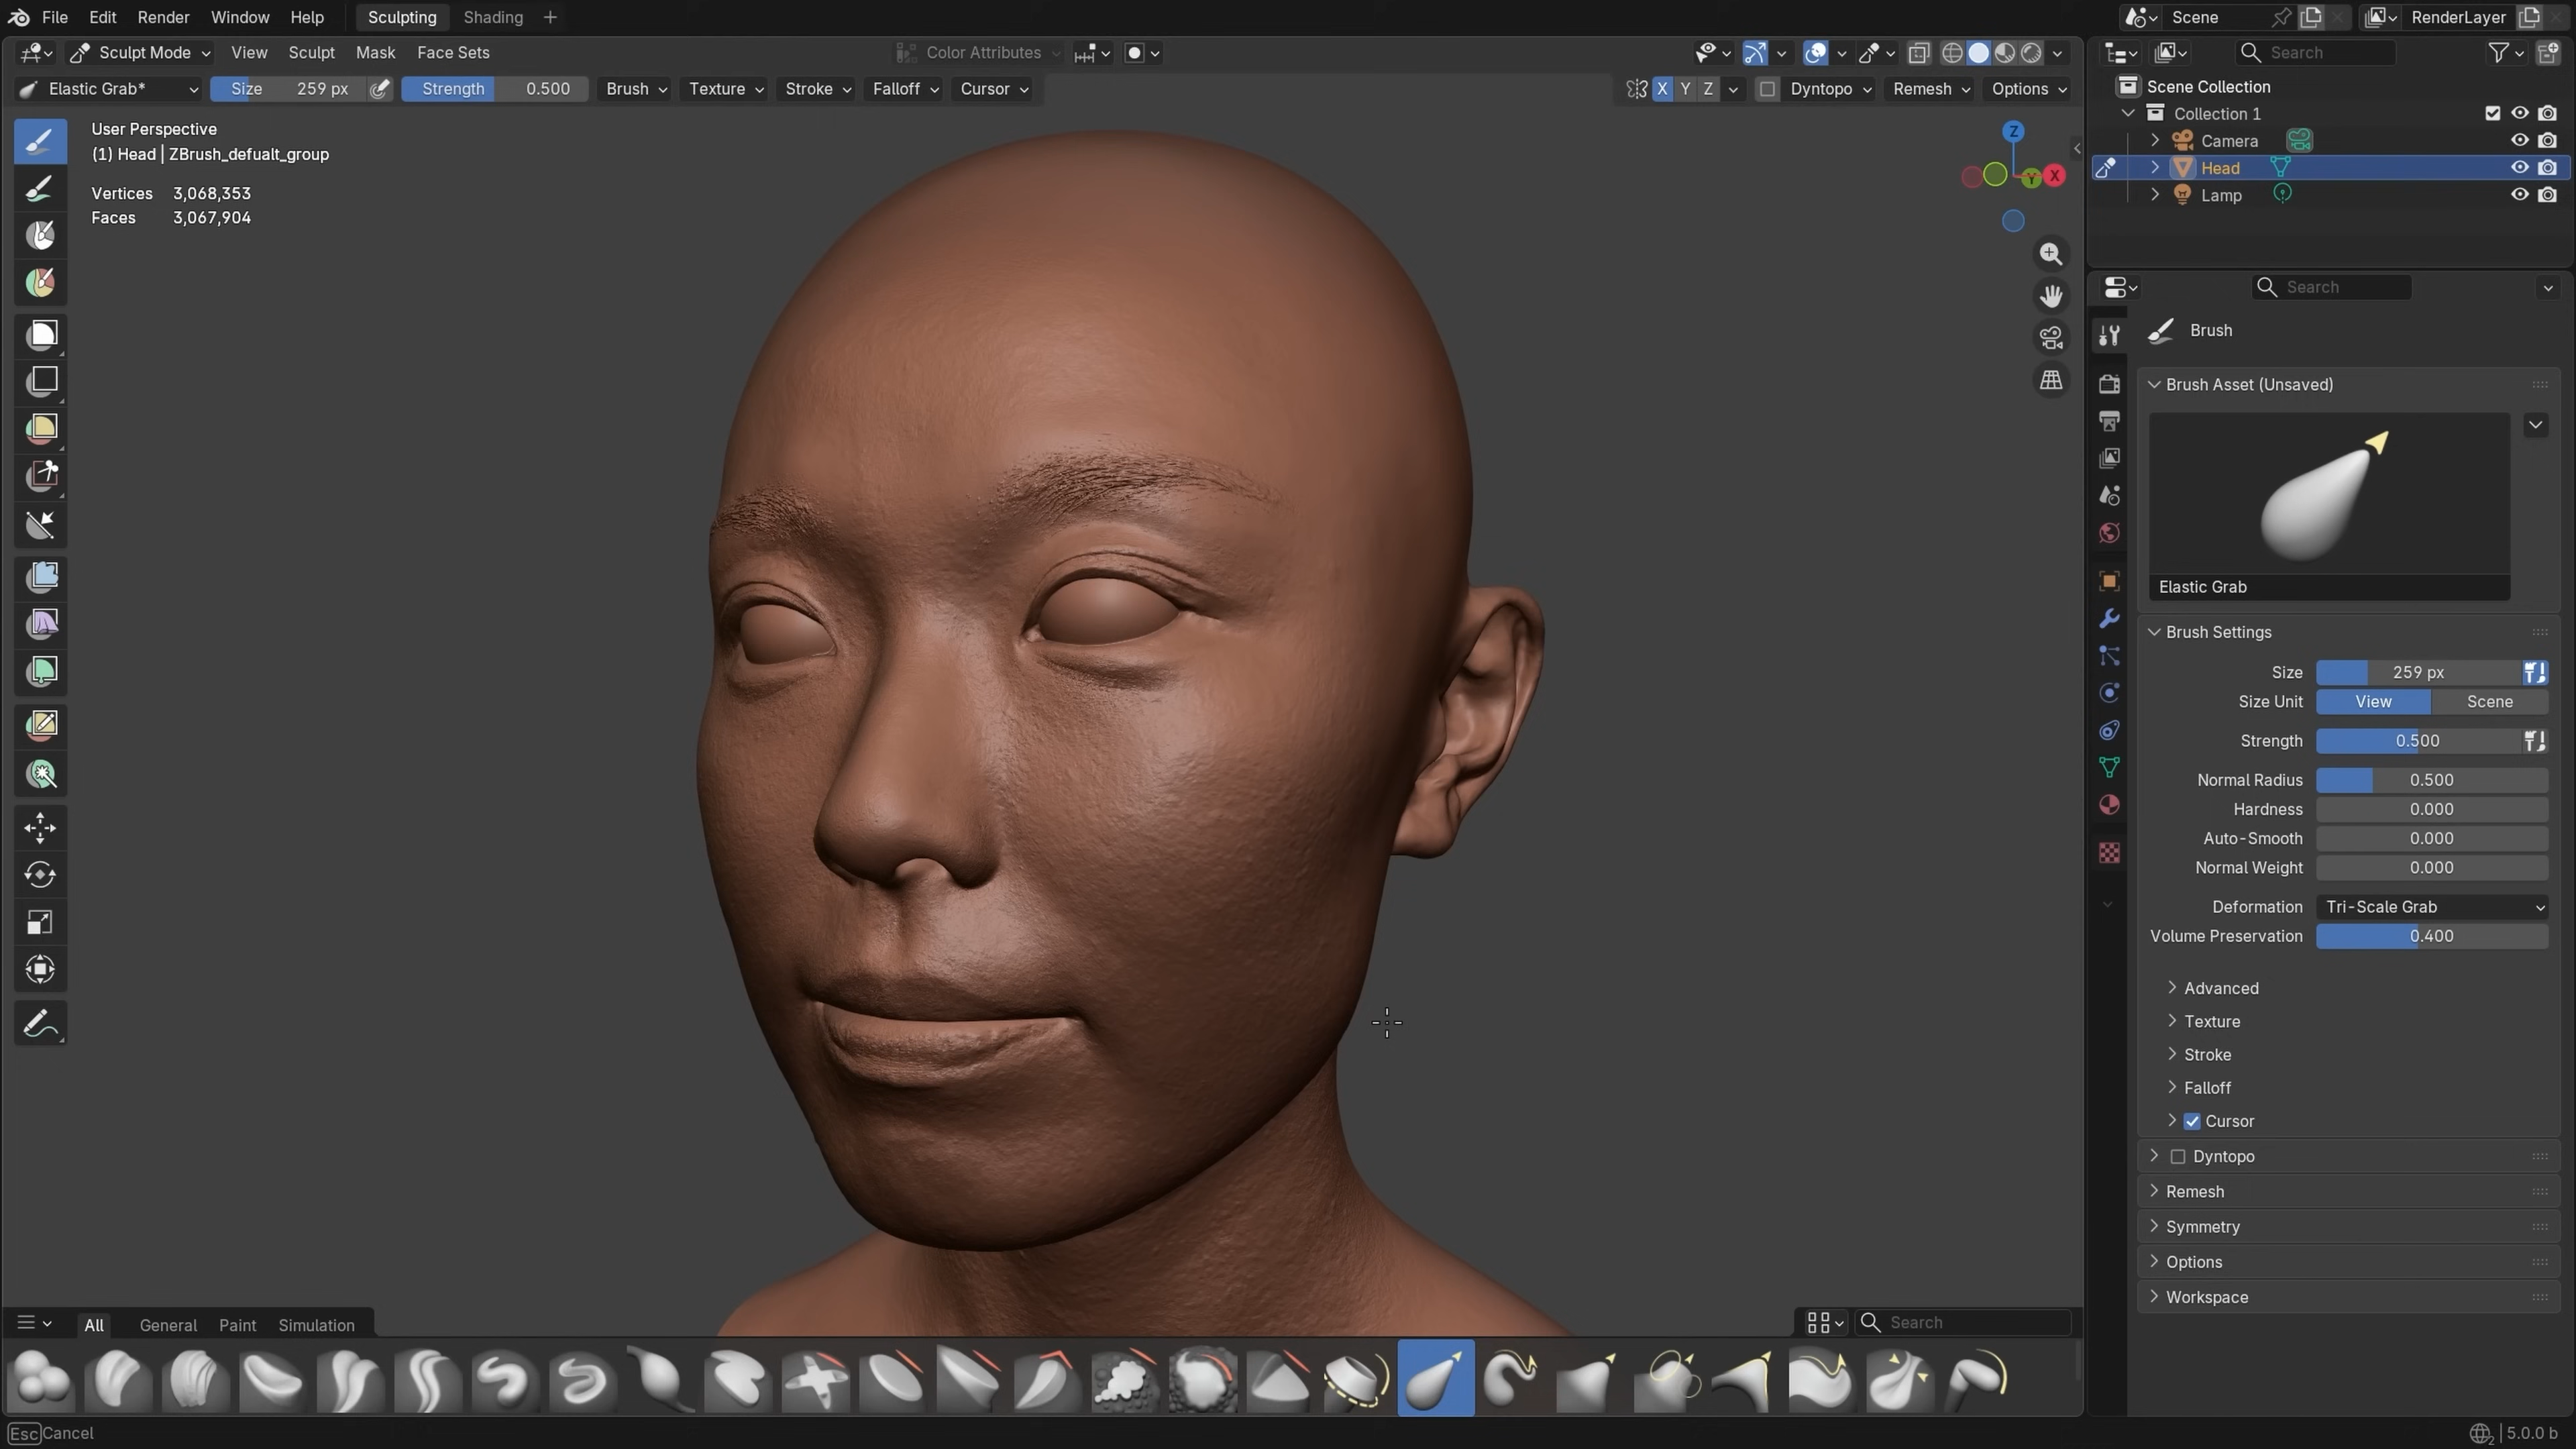 File Edit Render Window Help Sculpting Shading + Scene RenderLayer
Sculpt Mode View Sculpt Mask Face Sets Color Attributes Search
Elastic Grab* Size 259 px Strength 0.500 Brush Texture Stroke Falloff Cursor X Y Z Dyntopo Remesh Options
User Perspective
(1) Head | ZBrush_defualt_group
Vertices 3,068,353
Faces 3,067,904
Z
Y
X
Scene Collection
Collection 1
Camera
Head
Lamp
Search
Brush
Brush Asset (Unsaved)
Elastic Grab
Brush Settings
Size 259 px
Size Unit View Scene
Strength 0.500
Normal Radius 0.500
Hardness 0.000
Auto-Smooth 0.000
Normal Weight 0.000
Deformation Tri-Scale Grab
Volume Preservation 0.400
Advanced
Texture
Stroke
Falloff
Cursor
Dyntopo
Remesh
Symmetry
Options
Workspace
All General Paint Simulation Search
Esc Cancel
2 5.0.0 b